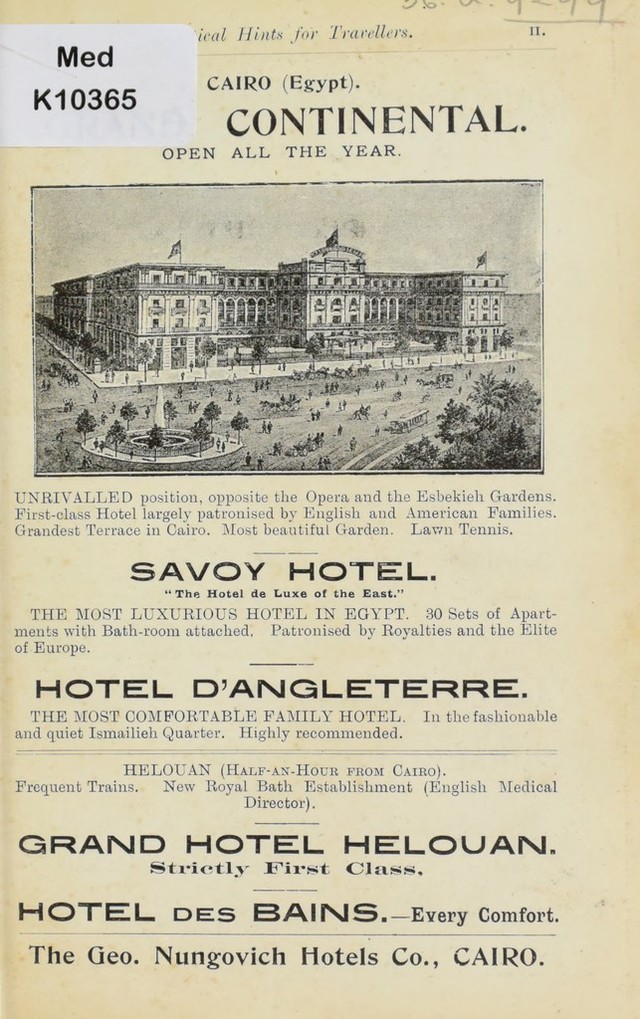 Med
K10365
Hints for Travellers.
II.
CAIRO (Egypt).
CONTINENTAL.
OPEN ALL THE YEAR.
UNRIVALLED position, opposite the Opera and the Esbekieh Gardens.
First-class Hotel largely patronised by English and American Families.
Grandest Terrace in Cairo. Most beautiful Garden. Lawn Tennis.
SAVOY HOTEL.
"The Hotel de Luxe of the East."
THE MOST LUXURIOUS HOTEL IN EGYPT. 30 Sets of Apart-
ments with Bath-room attached. Patronised by Royalties and the Elite
of Europe.
HOTEL D'ANGLETERRE.
THE MOST COMFORTABLE FAMILY HOTEL. In the fashionable
and quiet Ismailieh Quarter. Highly recommended.
HELOUAN (HALF-AN-HOUR FROM CAIRO).
Frequent Trains. New Royal Bath Establishment (English Medical
Director).
GRAND HOTEL HELOUAN.
Strictly First Class.
HOTEL DES BAINS.—Every Comfort.
The Geo. Nungovich Hotels Co., CAIRO.